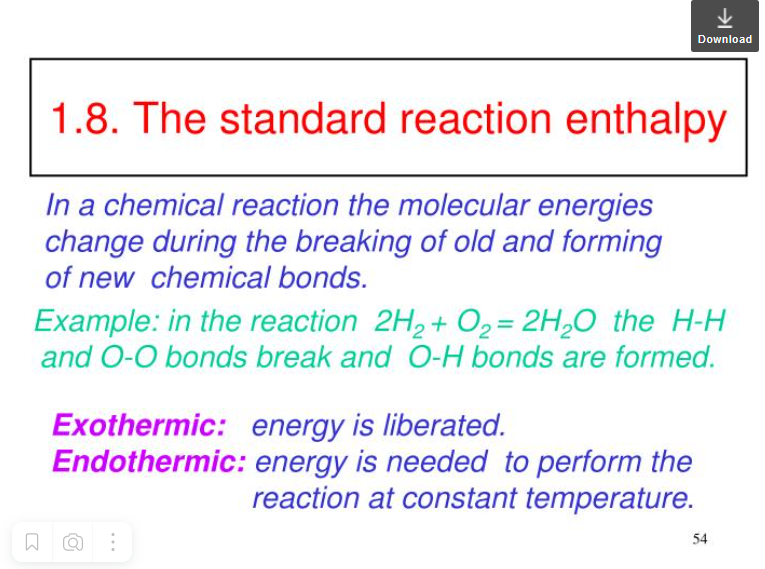 Download
1.8. The standard reaction enthalpy
In a chemical reaction the molecular energies
change during the breaking of old and forming
of new chemical bonds.
Example: in the reaction 2H₂ + O₂ = 2H₂O the H-H
and O-O bonds break and O-H bonds are formed.
Exothermic: energy is liberated.
Endothermic: energy is needed to perform the
reaction at constant temperature.
54